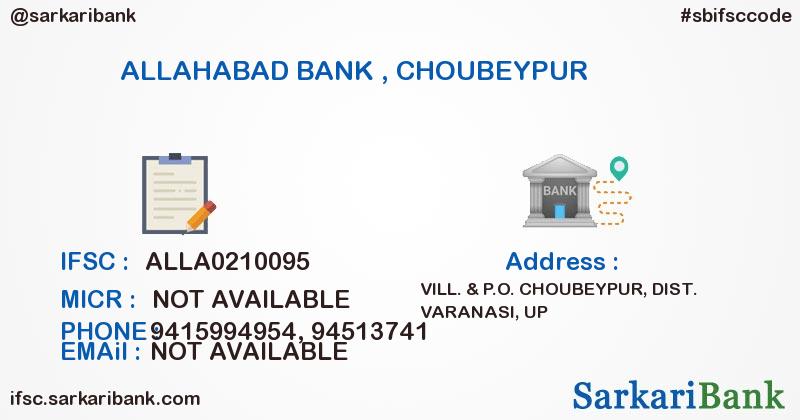 @sarkaribank
#sbifsccode
ALLAHABAD BANK , CHOUBEYPUR
BANK
IFSC : ALLA0210095
Address :
MICR : NOT AVAILABLE
VILL. & P.O. CHOUBEYPUR, DIST.
VARANASI, UP
PHONE : 9415994954, 94513741
EMAil : NOT AVAILABLE
ifsc.sarkaribank.com
SarkariBank